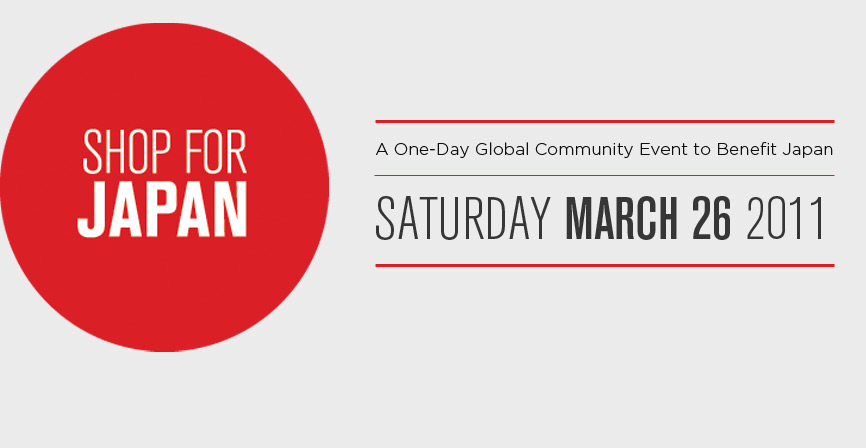 SHOP FOR
JAPAN
A One-Day Global Community Event to Benefit Japan
SATURDAY MARCH 26 2011